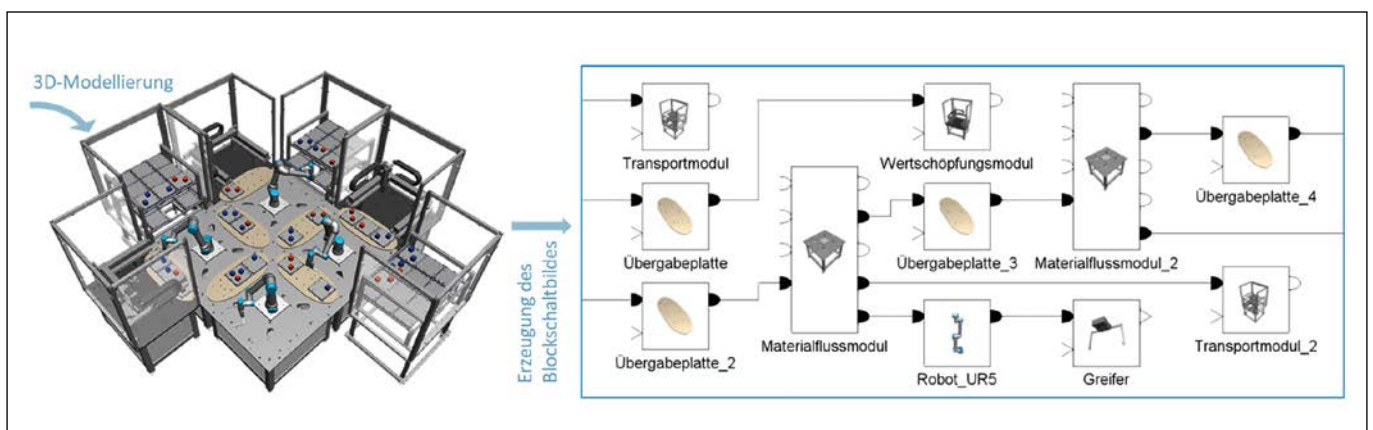 3D-Modellierung
Erzeugung des
Blockschaltbildes
Transportmodul
Wertschöpfungsmodul
Übergabeplatte_4
Übergabeplatte
Übergabeplatte_3
Materialflussmodul_2
Übergabeplatte_2
Materialflussmodul
Robot_UR5
Greifer
Transportmodul_2